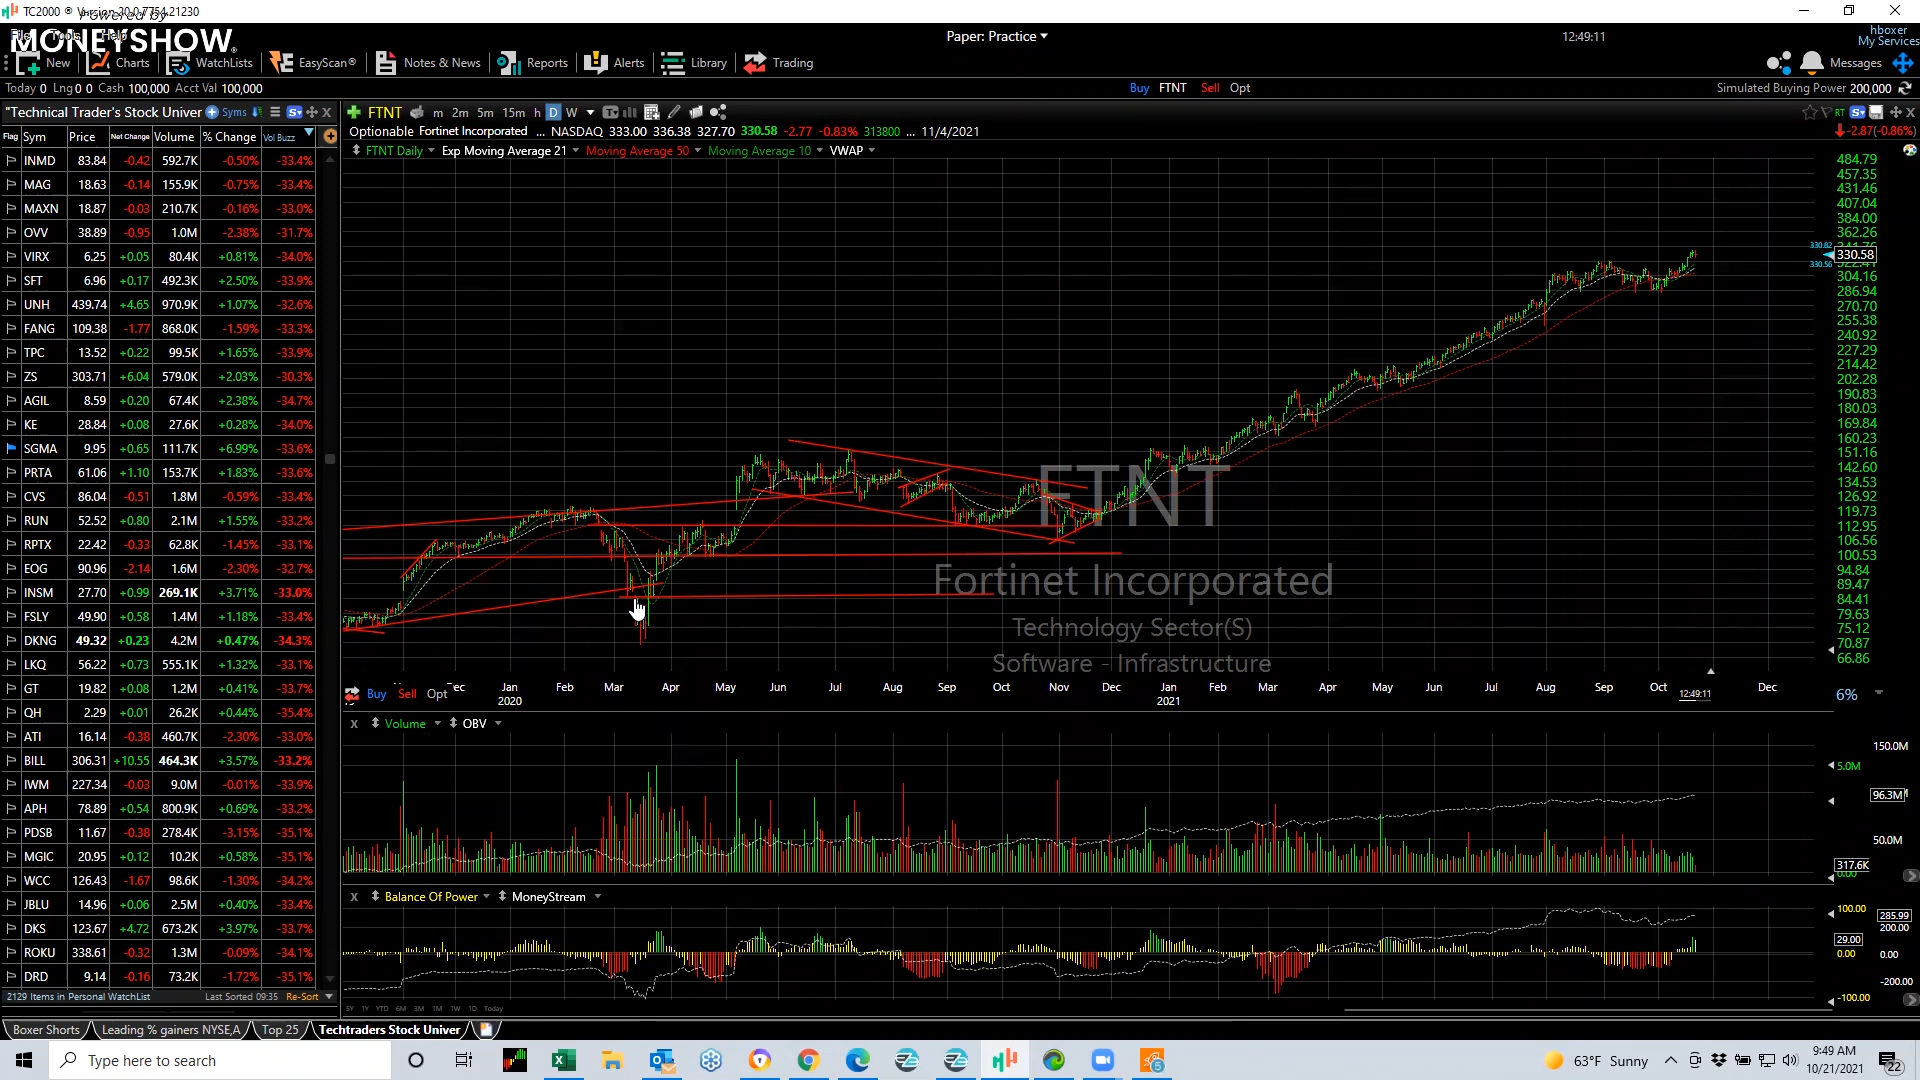 TC2000 ® Version 20.0.7754.21230
Powered by
MONEYSHOW
Paper: Practice
12:49:11
hboxer
My Services
New Charts WatchLists EasyScan® Notes & News Reports Alerts Library Trading Messages
Today 0 Lng 0 0 Cash 100,000 Acct Val 100,000
Buy FTNT Sell Opt
Simulated Buying Power 200,000
"Technical Trader's Stock Univer Syms
FTNT m 2m 5m 15m h D W
Optionable Fortinet Incorporated ... NASDAQ 333.00 336.38 327.70 330.58 -2.77 -0.83% 313800 ... 11/4/2021
-2.87(-0.86%)
FTNT Daily Exp Moving Average 21 Moving Average 50 Moving Average 10 VWAP
Flag Sym Price Net Change Volume % Change Vol Buzz
INMD 83.84 -0.42 592.7K -0.50% -33.4%
MAG 18.63 -0.14 155.9K -0.75% -33.4%
MAXN 18.87 -0.03 210.7K -0.16% -33.0%
OVV 38.89 -0.95 1.0M -2.38% -31.7%
VIRX 6.25 +0.05 80.4K +0.81% -34.0%
SFT 6.96 +0.17 492.3K +2.50% -33.9%
UNH 439.74 +4.65 970.9K +1.07% -32.6%
FANG 109.38 -1.77 868.0K -1.59% -33.3%
TPC 13.52 +0.22 99.5K +1.65% -33.9%
ZS 303.71 +6.04 579.0K +2.03% -30.3%
AGIL 8.59 +0.20 67.4K +2.38% -34.7%
KE 28.84 +0.08 27.6K +0.28% -34.0%
SGMA 9.95 +0.65 111.7K +6.99% -33.6%
PRTA 61.06 +1.10 153.7K +1.83% -33.6%
CVS 86.04 -0.51 1.8M -0.59% -33.4%
RUN 52.52 +0.80 2.1M +1.55% -33.2%
RPTX 22.42 -0.33 62.8K -1.45% -33.1%
EOG 90.96 -2.14 1.6M -2.30% -32.7%
INSM 27.70 +0.99 269.1K +3.71% -33.0%
FSLY 49.90 +0.58 1.4M +1.18% -33.4%
DKNG 49.32 +0.23 4.2M +0.47% -34.3%
LKQ 56.22 +0.73 555.1K +1.32% -33.1%
GT 19.82 +0.08 1.2M +0.41% -33.7%
QH 2.29 +0.01 26.2K +0.44% -35.4%
ATI 16.14 -0.38 460.7K -2.30% -33.0%
BILL 306.31 +10.55 464.3K +3.57% -33.2%
IWM 227.34 -0.03 9.0M -0.01% -33.9%
APH 78.89 +0.54 800.9K +0.69% -33.2%
PDSB 11.67 -0.38 278.4K -3.15% -35.1%
MGIC 20.95 +0.12 10.2K +0.58% -35.1%
WCC 126.43 -1.67 98.6K -1.30% -34.2%
JBLU 14.96 +0.06 2.5M +0.40% -33.4%
DKS 123.67 +4.72 673.2K +3.97% -33.7%
ROKU 338.61 -0.32 1.3M -0.09% -34.1%
DRD 9.14 -0.16 73.2K -1.72% -35.1%
2129 Items in Personal WatchList Last Sorted 09:35 Re-Sort
484.79
457.35
431.46
407.04
384.00
362.26
330.82
330.58
330.56
304.16
286.94
270.70
255.38
240.92
227.29
214.42
202.28
190.83
180.03
169.84
160.23
151.16
142.60
134.53
126.92
119.73
112.95
106.56
100.53
94.84
89.47
84.41
79.63
75.12
70.87
66.86
FTNT
Fortinet Incorporated
Technology Sector(S)
Software - Infrastructure
Jan Feb Mar Apr May Jun Jul Aug Sep Oct Nov Dec Jan Feb Mar Apr May Jun Jul Aug Sep Oct 12:49:11 Dec
2020 2021
Buy Sell Opt
6%
Volume OBV
150.0M
5.0M
96.3M
50.0M
317.6K
Balance Of Power MoneyStream
100.00
285.99
200.00
29.00
0.00 0.00
-200.00
-100.00
5Y 1Y YTD 6M 3M 1M 1W 1D Today
Boxer Shorts Leading % gainers NYSE,A Top 25 Techtraders Stock Univer
Type here to search
63°F Sunny
9:49 AM
10/21/2021
22